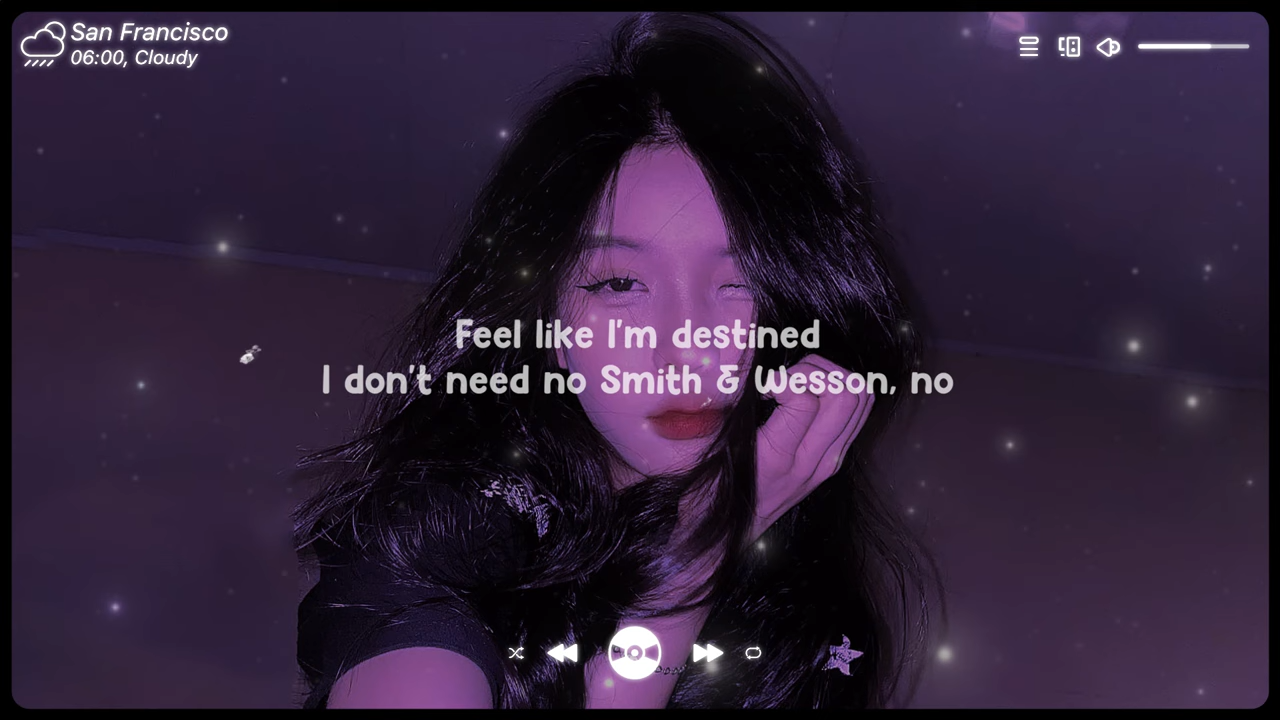 San Francisco
06:00, Cloudy
Feel like I'm destined
I don't need no Smith & Wesson, no